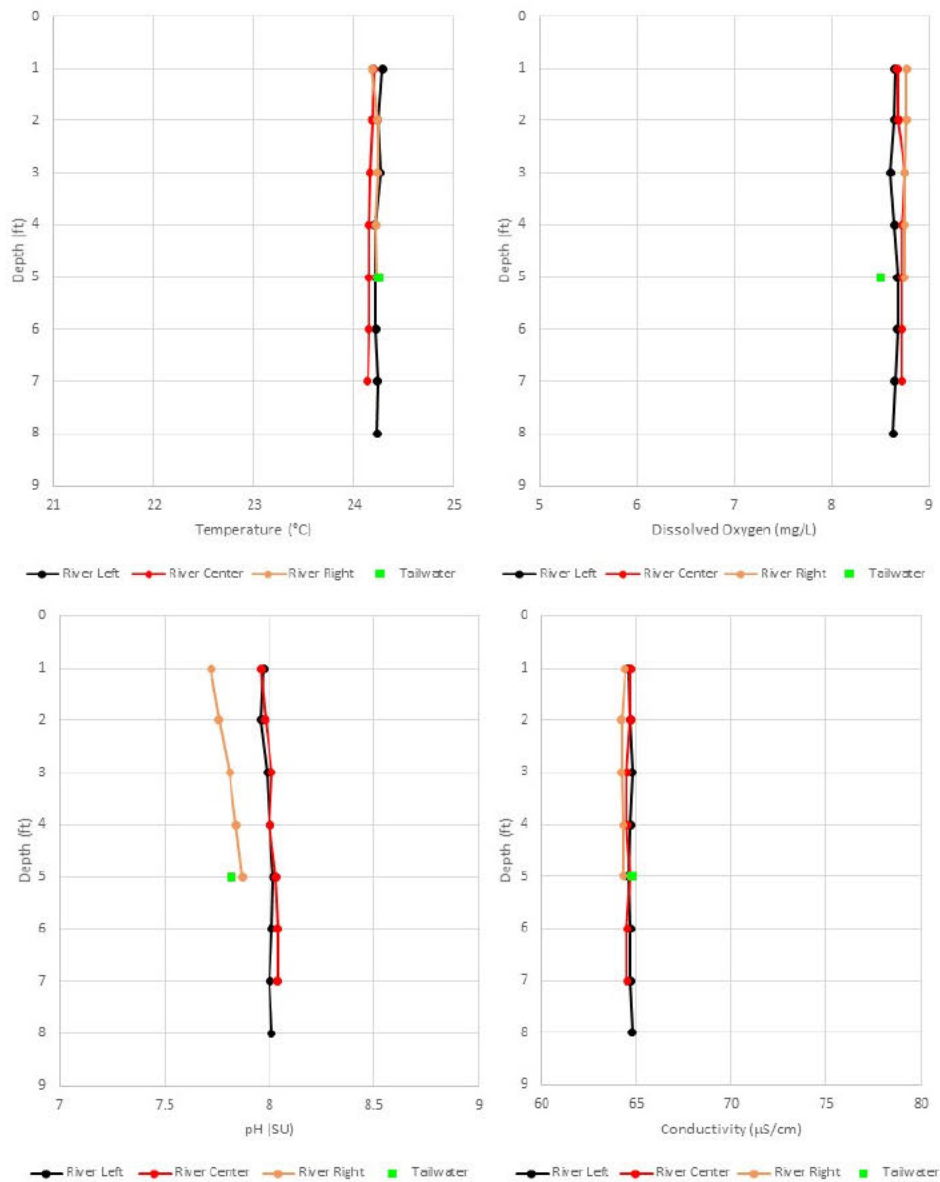 0
1
2
3
4
5
6
7
8
9
Depth (ft)
21 22 23 24 25
Temperature (°C)
River Left River Center River Right Tailwater
0
1
2
3
4
5
6
7
8
9
Depth (ft)
5 6 7 8 9
Dissolved Oxygen (mg/L)
River Left River Center River Right Tailwater
0
1
2
3
4
5
6
7
8
9
Depth (ft)
7 7.5 8 8.5 9
pH (SU)
River Left River Center River Right Tailwater
0
1
2
3
4
5
6
7
8
9
Depth (ft)
60 65 70 75 80
Conductivity (µS/cm)
River Left River Center River Right Tailwater